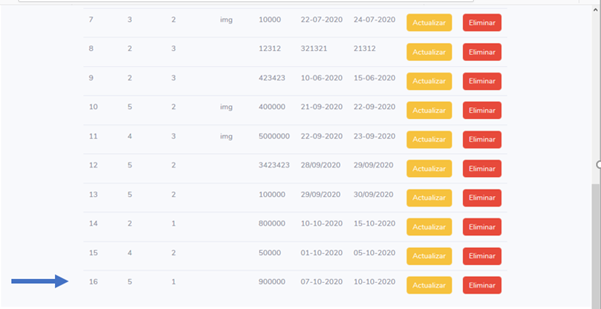 7 3 2 img 10000 22-07-2020 24-07-2020 Actualizar Eliminar
8 2 3 12312 321321 21312 Actualizar Eliminar
9 2 3 423423 10-06-2020 15-06-2020 Actualizar Eliminar
10 5 2 img 400000 21-09-2020 22-09-2020 Actualizar Eliminar
11 4 3 img 5000000 22-09-2020 23-09-2020 Actualizar Eliminar
12 5 2 3423423 28/09/2020 29/09/2020 Actualizar Eliminar
13 5 2 100000 29/09/2020 30/09/2020 Actualizar Eliminar
14 2 1 800000 10-10-2020 15-10-2020 Actualizar Eliminar
15 4 2 50000 01-10-2020 05-10-2020 Actualizar Eliminar
16 5 1 900000 07-10-2020 10-10-2020 Actualizar Eliminar